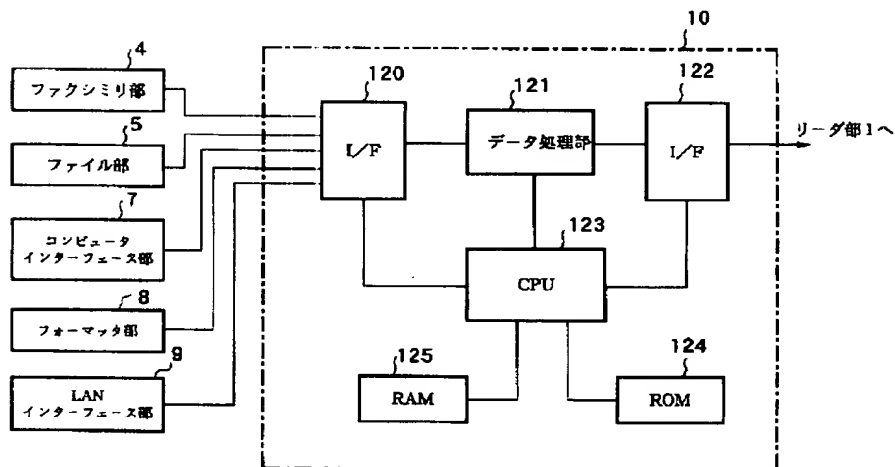 10
4
ファクシミリ部
5
ファイル部
7
コンピュータ
インターフェース部
8
フォーマッタ部
9
LAN
インターフェース部
120
I/F
121
データ処理部
122
I/F
リーダ部1へ
123
CPU
125
RAM
124
ROM